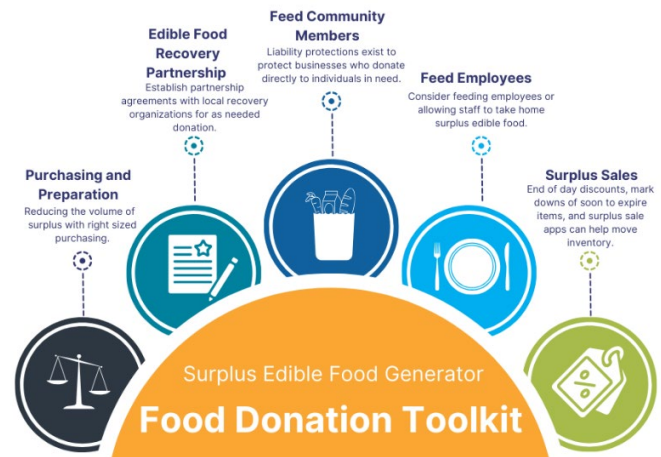 Feed Community
Members
Liability protections exist to
protect businesses who donate
directly to individuals in need.
Edible Food
Recovery
Partnership
Establish partnership
agreements with local recovery
organizations for as needed
donation.
Feed Employees
Consider feeding employees or
allowing staff to take home
surplus edible food.
Purchasing and
Preparation
Reducing the volume of
surplus with right sized
purchasing.
Surplus Sales
End of day discounts, mark
downs of soon to expire
items, and surplus sale
apps can help move
inventory.
%
Surplus Edible Food Generator
Food Donation Toolkit